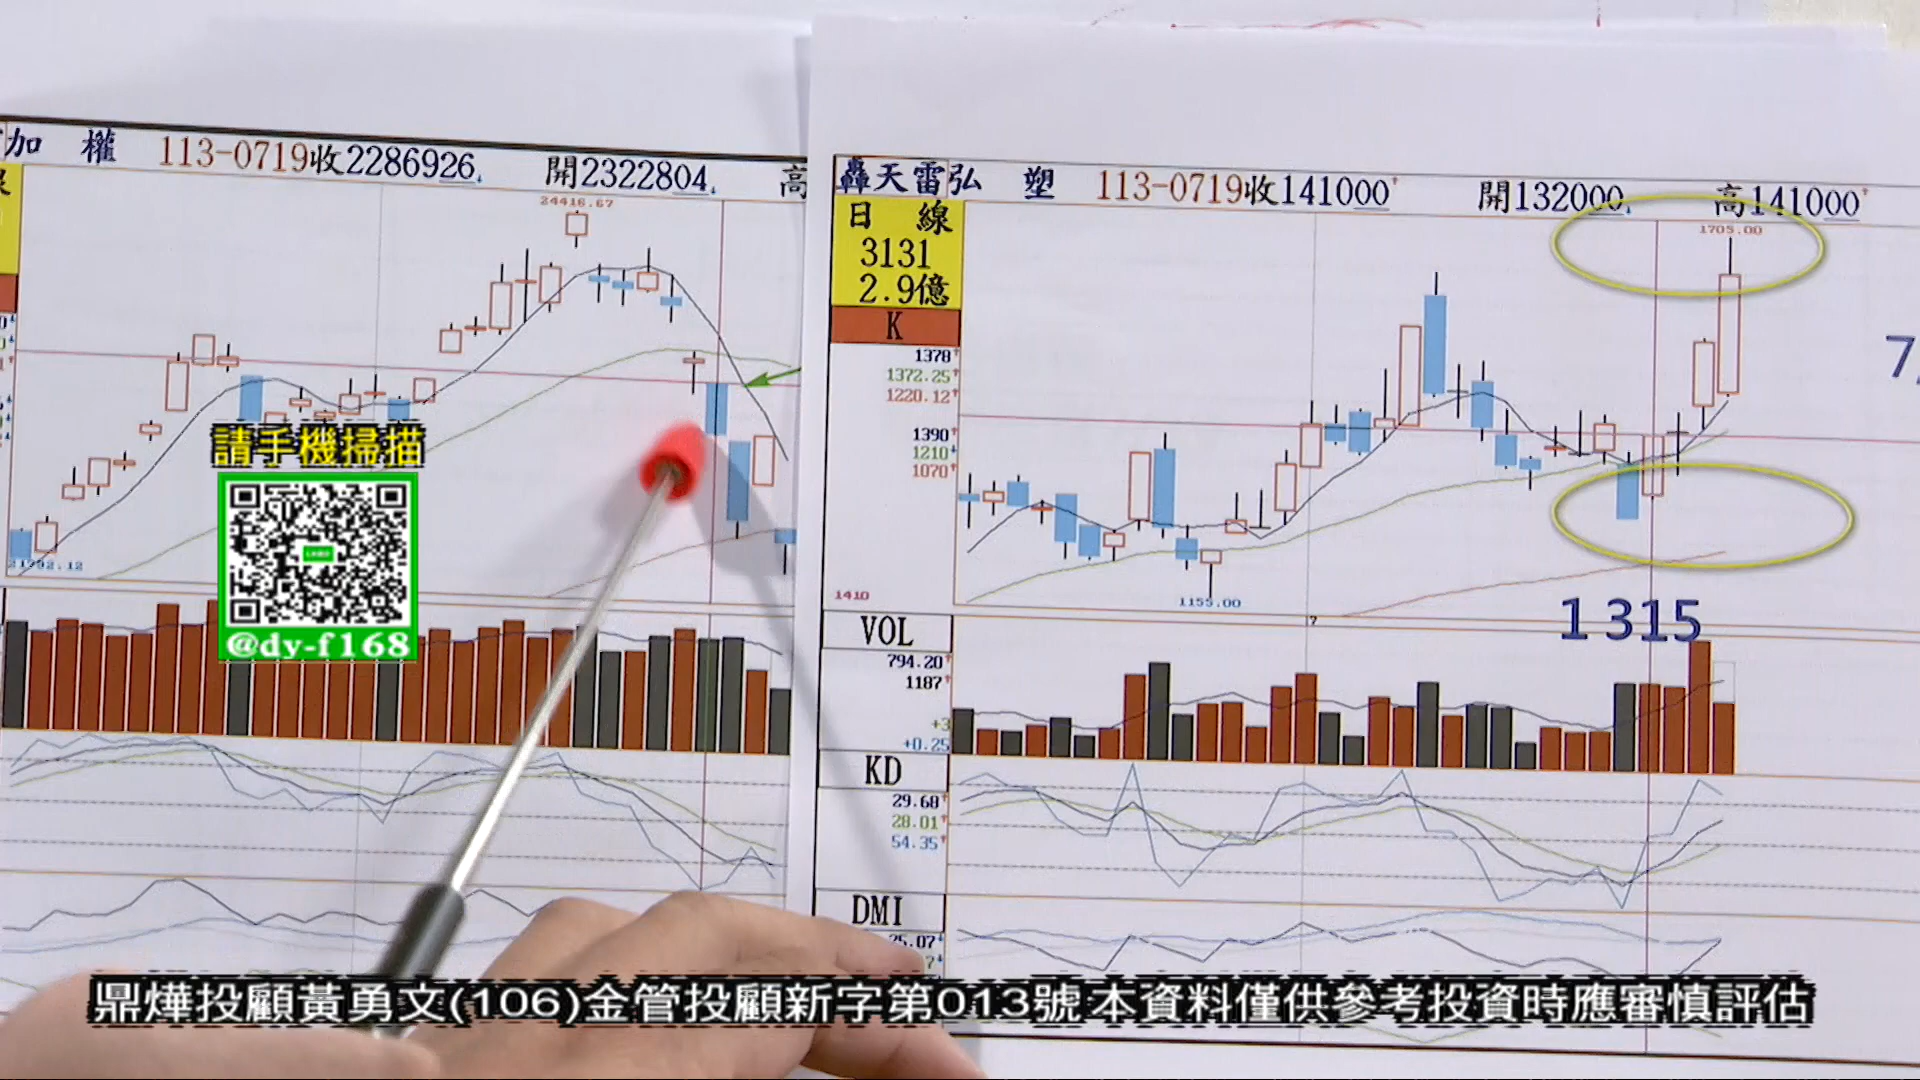 加 權 113-0719收2286926 開2322804 高
24416.67
21792.12
請手機掃描
@dy-f168
轟天雷弘 塑 113-0719收141000 開132000 高141000
日 線
3131
2.9億
K
1378
1372.25
1220.12
1390
1210
1070
1410
1705.00
1155.00
1315
VOL
794.20
1187
+3
+0.25
KD
29.68
28.01
54.35
DMI
25.07
鼎燁投顧黃勇文(106)金管投顧新字第013號 本資料僅供參考投資時應審慎評估